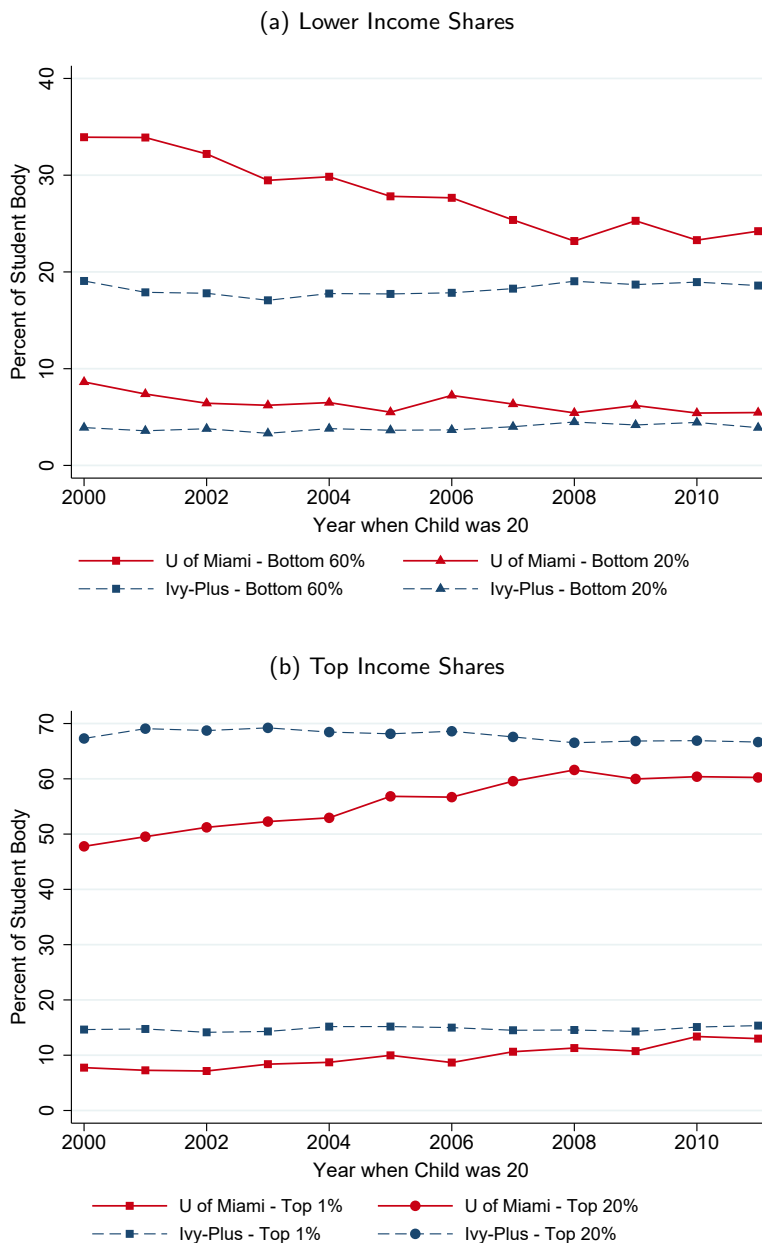 (a) Lower Income Shares
40
30
20
10
0
Percent of Student Body
2000 2002 2004 2006 2008 2010
Year when Child was 20
U of Miami - Bottom 60% U of Miami - Bottom 20%
Ivy-Plus - Bottom 60% Ivy-Plus - Bottom 20%
(b) Top Income Shares
70
60
50
40
30
20
10
0
Percent of Student Body
2000 2002 2004 2006 2008 2010
Year when Child was 20
U of Miami - Top 1% U of Miami - Top 20%
Ivy-Plus - Top 1% Ivy-Plus - Top 20%